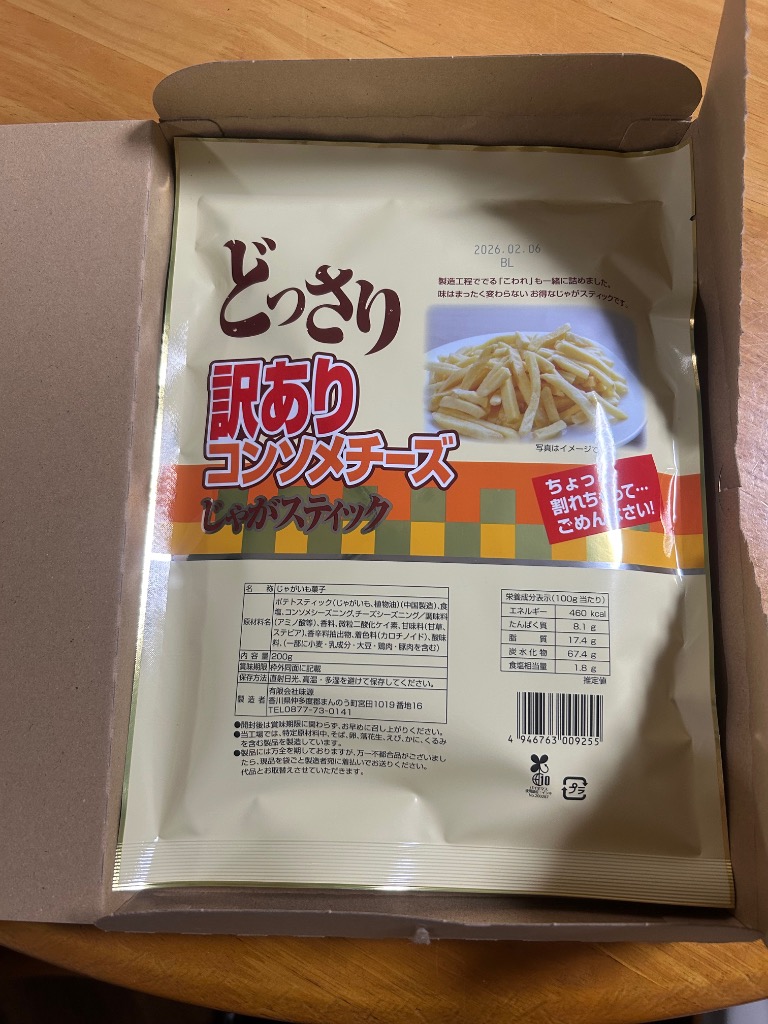 2026.02.06
BL
どっさり
製造工程ででる「こわれ」も一緒に詰めました。
味はまったく変わらない お得なじゃがスティックです。
訳あり
コンソメチーズ
じゃがスティック
写真はイメージで
ちょっ
割れちゃって…
ごめんなさい!
名称 じゃがいも菓子
原材料名 ポテトスティック(じゃがいも、植物油)(中国製造)、食
塩、コンソメシーズニング、チーズシーズニング/調味料
(アミノ酸等)、香料、微粒二酸化ケイ素、甘味料(甘草、
ステビア)、香辛料抽出物、着色料(カロチノイド)、酸味
料、(一部に小麦・乳成分・大豆・鶏肉・豚肉を含む)
内容量 200g
賞味期限 枠外同面に記載
保存方法 直射日光、高温・多湿を避けて保存してください。
製造者 有限会社味源
香川県仲多度郡まんのう町宮田1019番地16
TEL0877-73-0141
●開封後は賞味期限に関わらず、お早めに召し上がりください。
●当工場では、特定原材料中、そば、卵、落花生、えび、かに、くるみ
を含む製品を製造しています。
●製品には万全を期しておりますが、万一不都合品がございまし
たら、現品を袋ごと製造者宛に着払いでお送りください。
代品とお取替えさせていただきます。
栄養成分表示(100g当たり)
エネルギー 460 kcal
たんぱく質 8.1 g
脂質 17.4 g
炭水化物 67.4 g
食塩相当量 1.8 g
推定値
4 946763 009255
10
プラ